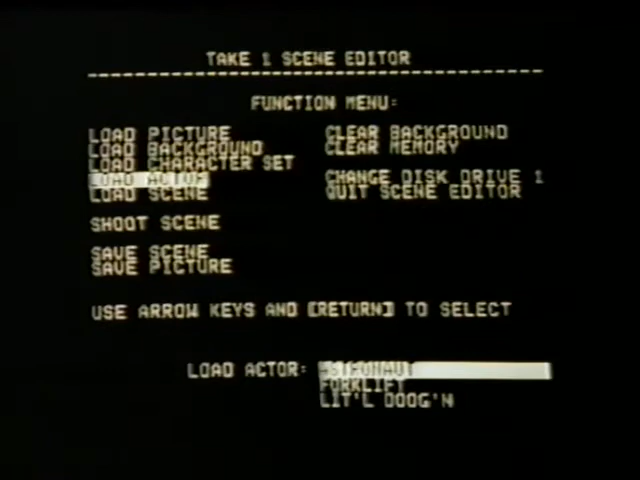 TAKE 1 SCENE EDITOR
FUNCTION MENU:
LOAD PICTURE
LOAD BACKGROUND
LOAD CHARACTER SET
LOAD ACTOR
LOAD SCENE
SHOOT SCENE
SAVE SCENE
SAVE PICTURE
CLEAR BACKGROUND
CLEAR MEMORY
CHANGE DISK DRIVE 1
QUIT SCENE EDITOR
USE ARROW KEYS AND [RETURN] TO SELECT
LOAD ACTOR: ASTRONAUT
FORKLIFT
LIT'L DOOG'N